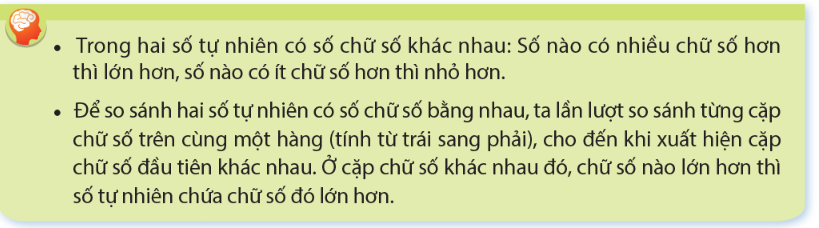 • Trong hai số tự nhiên có số chữ số khác nhau: Số nào có nhiều chữ số hơn
thì lớn hơn, số nào có ít chữ số hơn thì nhỏ hơn.
• Để so sánh hai số tự nhiên có số chữ số bằng nhau, ta lần lượt so sánh từng cặp
chữ số trên cùng một hàng (tính từ trái sang phải), cho đến khi xuất hiện cặp
chữ số đầu tiên khác nhau. Ở cặp chữ số khác nhau đó, chữ số nào lớn hơn thì
số tự nhiên chứa chữ số đó lớn hơn.